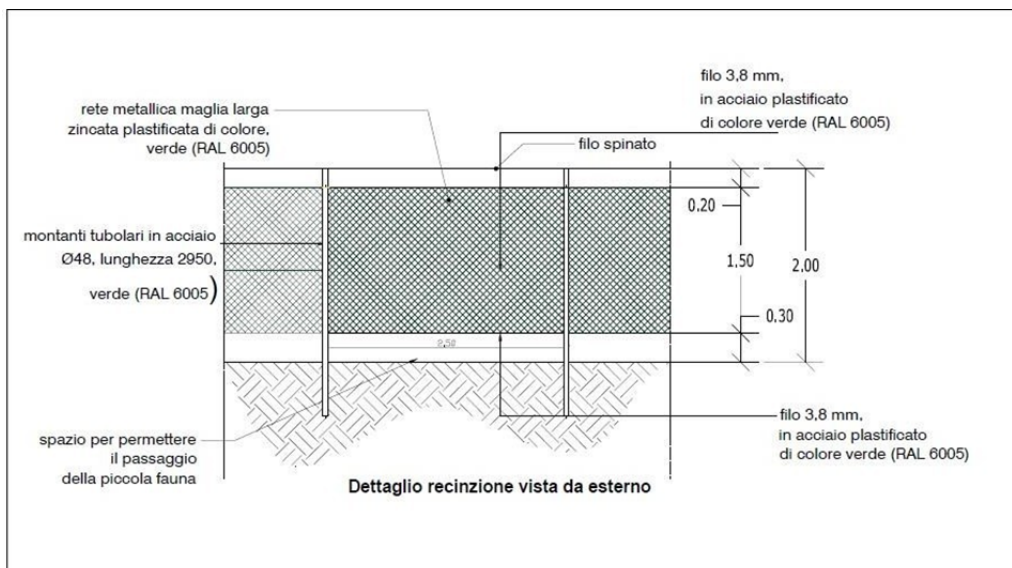 filo 3,8 mm,
in acciaio plastificato
di colore verde (RAL 6005)
rete metallica maglia larga
zincata plastificata di colore,
verde (RAL 6005)
filo spinato
montanti tubolari in acciaio
Ø48, lunghezza 2950,
verde (RAL 6005)
0.20
1.50
2.00
0.30
2,50
spazio per permettere
il passaggio
della piccola fauna
filo 3,8 mm,
in acciaio plastificato
di colore verde (RAL 6005)
Dettaglio recinzione vista da esterno